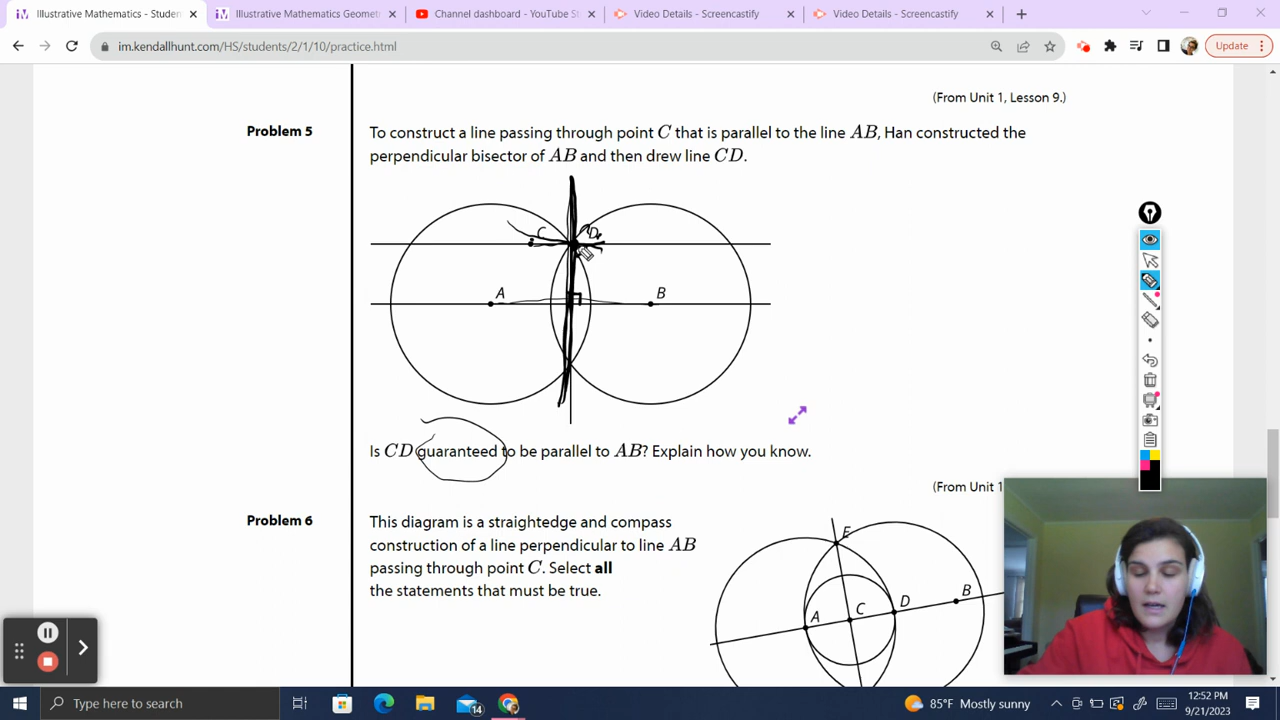 Illustrative Mathematics - Studen
Illustrative Mathematics Geomet
Channel dashboard - YouTube St
Video Details - Screencastify
Video Details - Screencastify
im.kendallhunt.com/HS/students/2/1/10/practice.html
Update
(From Unit 1, Lesson 9.)
Problem 5
To construct a line passing through point C that is parallel to the line AB, Han constructed the
perpendicular bisector of AB and then drew line CD.
C
D
A
B
Is CD guaranteed to be parallel to AB? Explain how you know.
(From Unit 1
Problem 6
This diagram is a straightedge and compass
construction of a line perpendicular to line AB
passing through point C. Select all
the statements that must be true.
E
A
C
D
B
Type here to search
14
85°F Mostly sunny
12:52 PM
9/21/2023